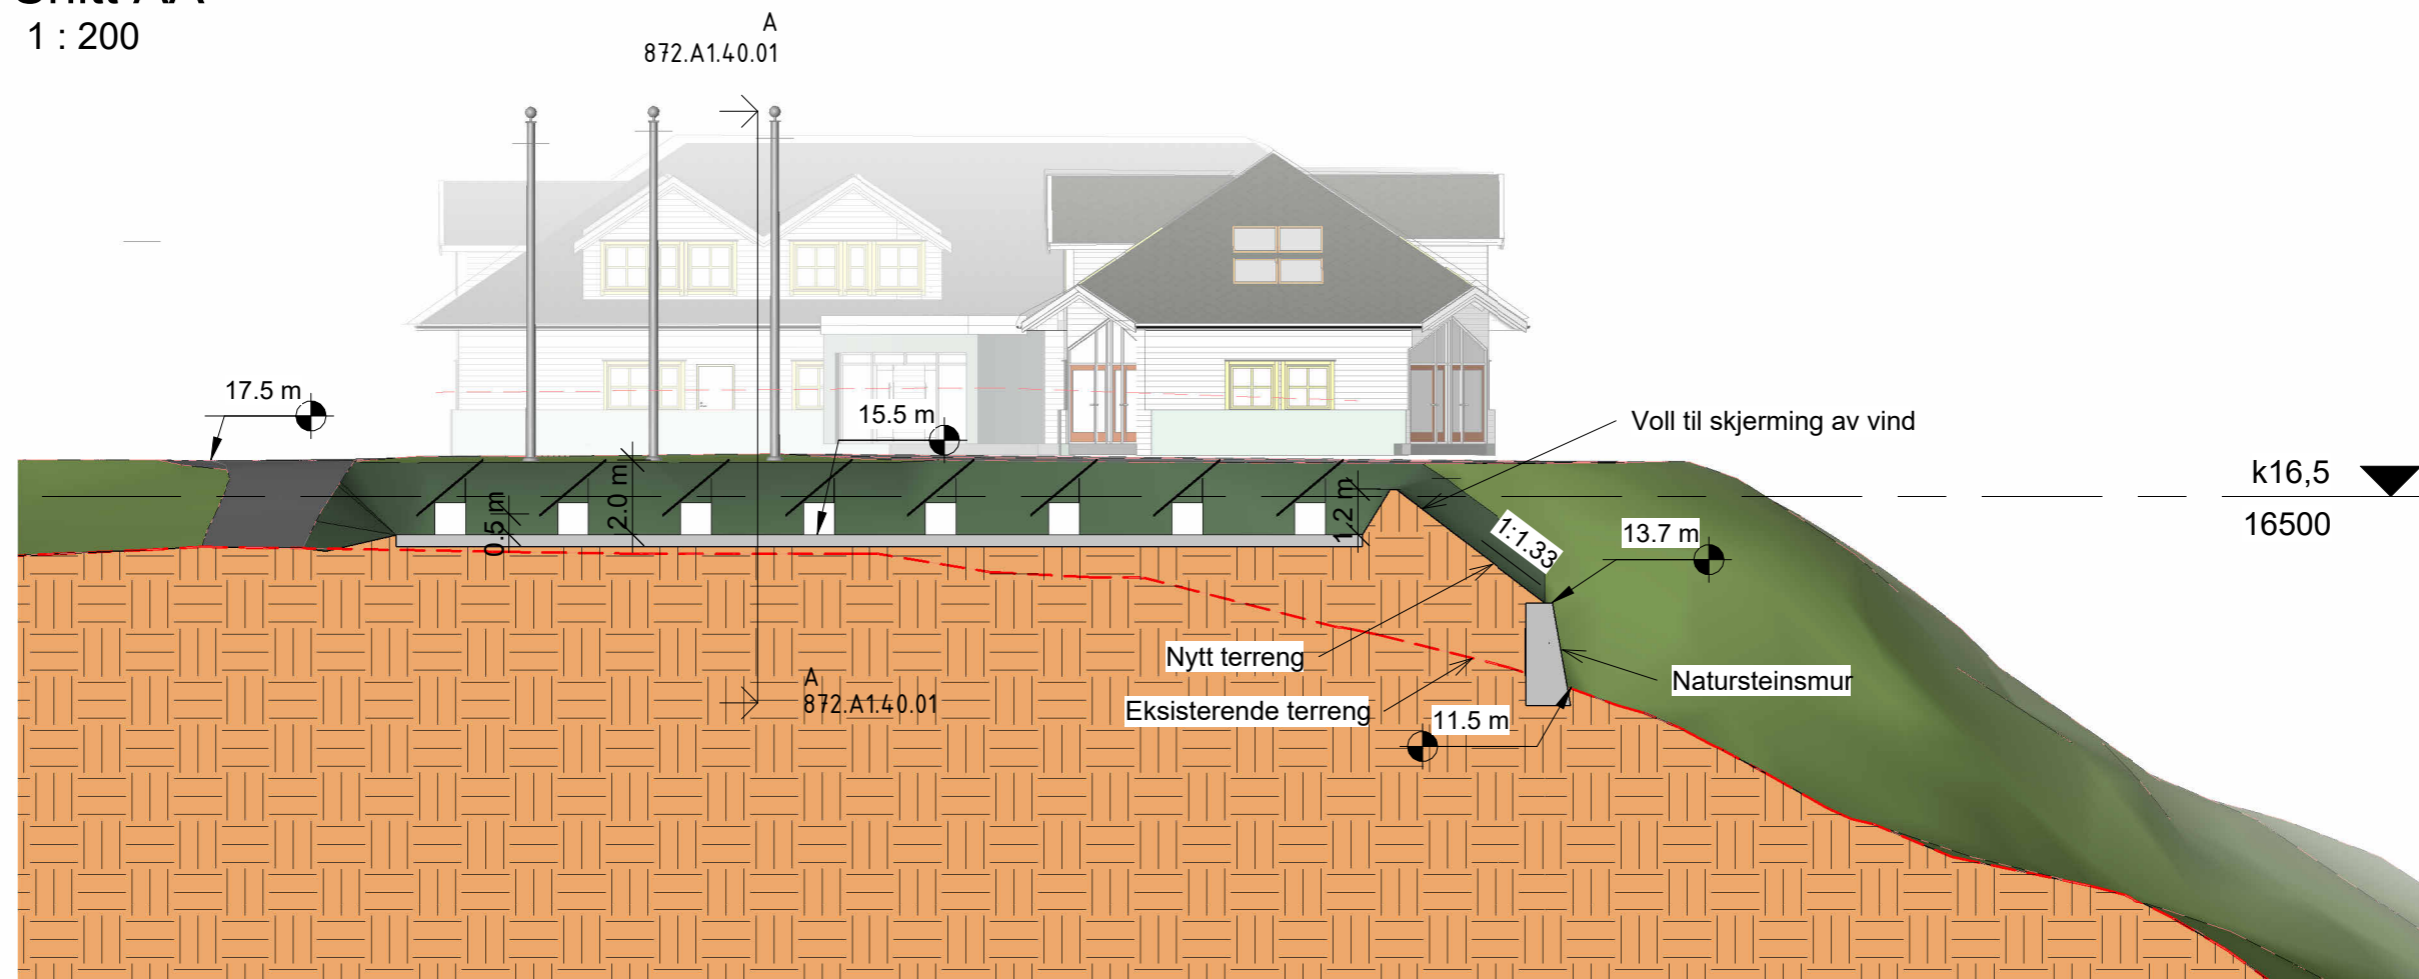 1 : 200
A
872.A1.40.01
17.5 m
15.5 m
Voll til skjerming av vind
k16,5
16500
0.5 m
2.0 m
1.2 m
1:1.33
13.7 m
Nytt terreng
Eksisterende terreng
Natursteinsmur
A
872.A1.40.01
11.5 m